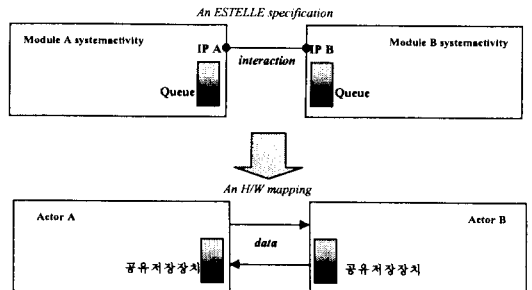 An ESTELLE specification
Module A systemactivity
Module B systemactivity
IP A
IP B
interaction
Queue
Queue
An H/W mapping
Actor A
Actor B
data
공유저장장치
공유저장장치